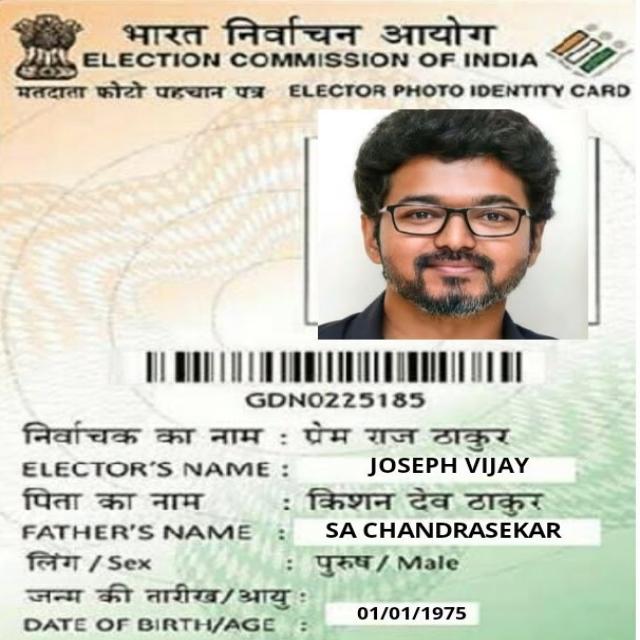 भारत निर्वाचन आयोग
ELECTION COMMISSION OF INDIA
मतदाता फोटो पहचान पत्र ELECTOR PHOTO IDENTITY CARD
GDN0225185
निर्वाचक का नाम : प्रेम राज ठाकुर
ELECTOR'S NAME : JOSEPH VIJAY
पिता का नाम : किशन देव ठाकुर
FATHER'S NAME : SA CHANDRASEKAR
लिंग / Sex : पुरुष / Male
जन्म की तारीख/आयु :
DATE OF BIRTH/AGE : 01/01/1975